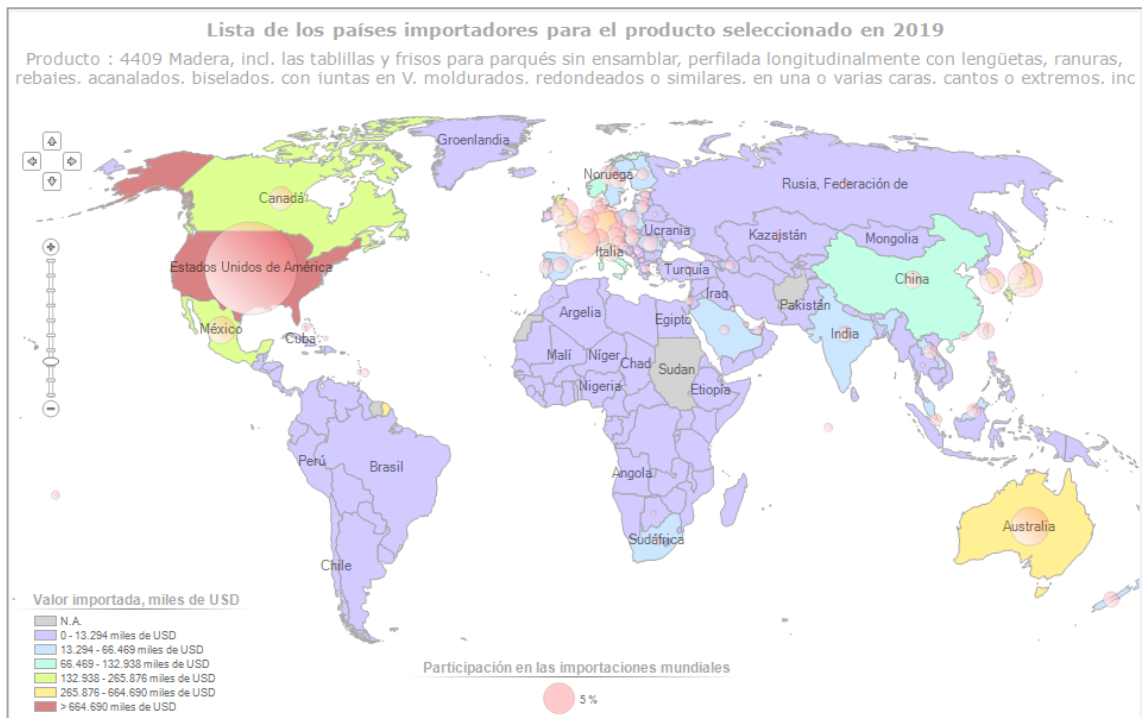 Lista de los países importadores para el producto seleccionado en 2019
Producto : 4409 Madera, incl. las tablillas y frisos para parqués sin ensamblar, perfilada longitudinalmente con lengüetas, ranuras,
rebajes, acanalados, biselados, con juntas en V, moldurados, redondeados o similares, en una o varias caras, cantos o extremos, inc
Groenlandia
Noruega
Rusia, Federación de
Canadá
Ucrania
Kazajstán
Mongolia
Italia
Estados Unidos de América
Turquia
China
Iraq
Pakistán
Argelia
Egipto
India
México
Cuba
Malí
Níger
Chad
Sudan
Nigeria
Etiopía
Perú
Brasil
Angola
Australia
Sudáfrica
Chile
Valor importada, miles de USD
N.A.
0 - 13.294 miles de USD
13.294 - 66.469 miles de USD
66.469 - 132.938 miles de USD
132.938 - 265.876 miles de USD
265.876 - 664.690 miles de USD
> 664.690 miles de USD
Participación en las importaciones mundiales
5 %